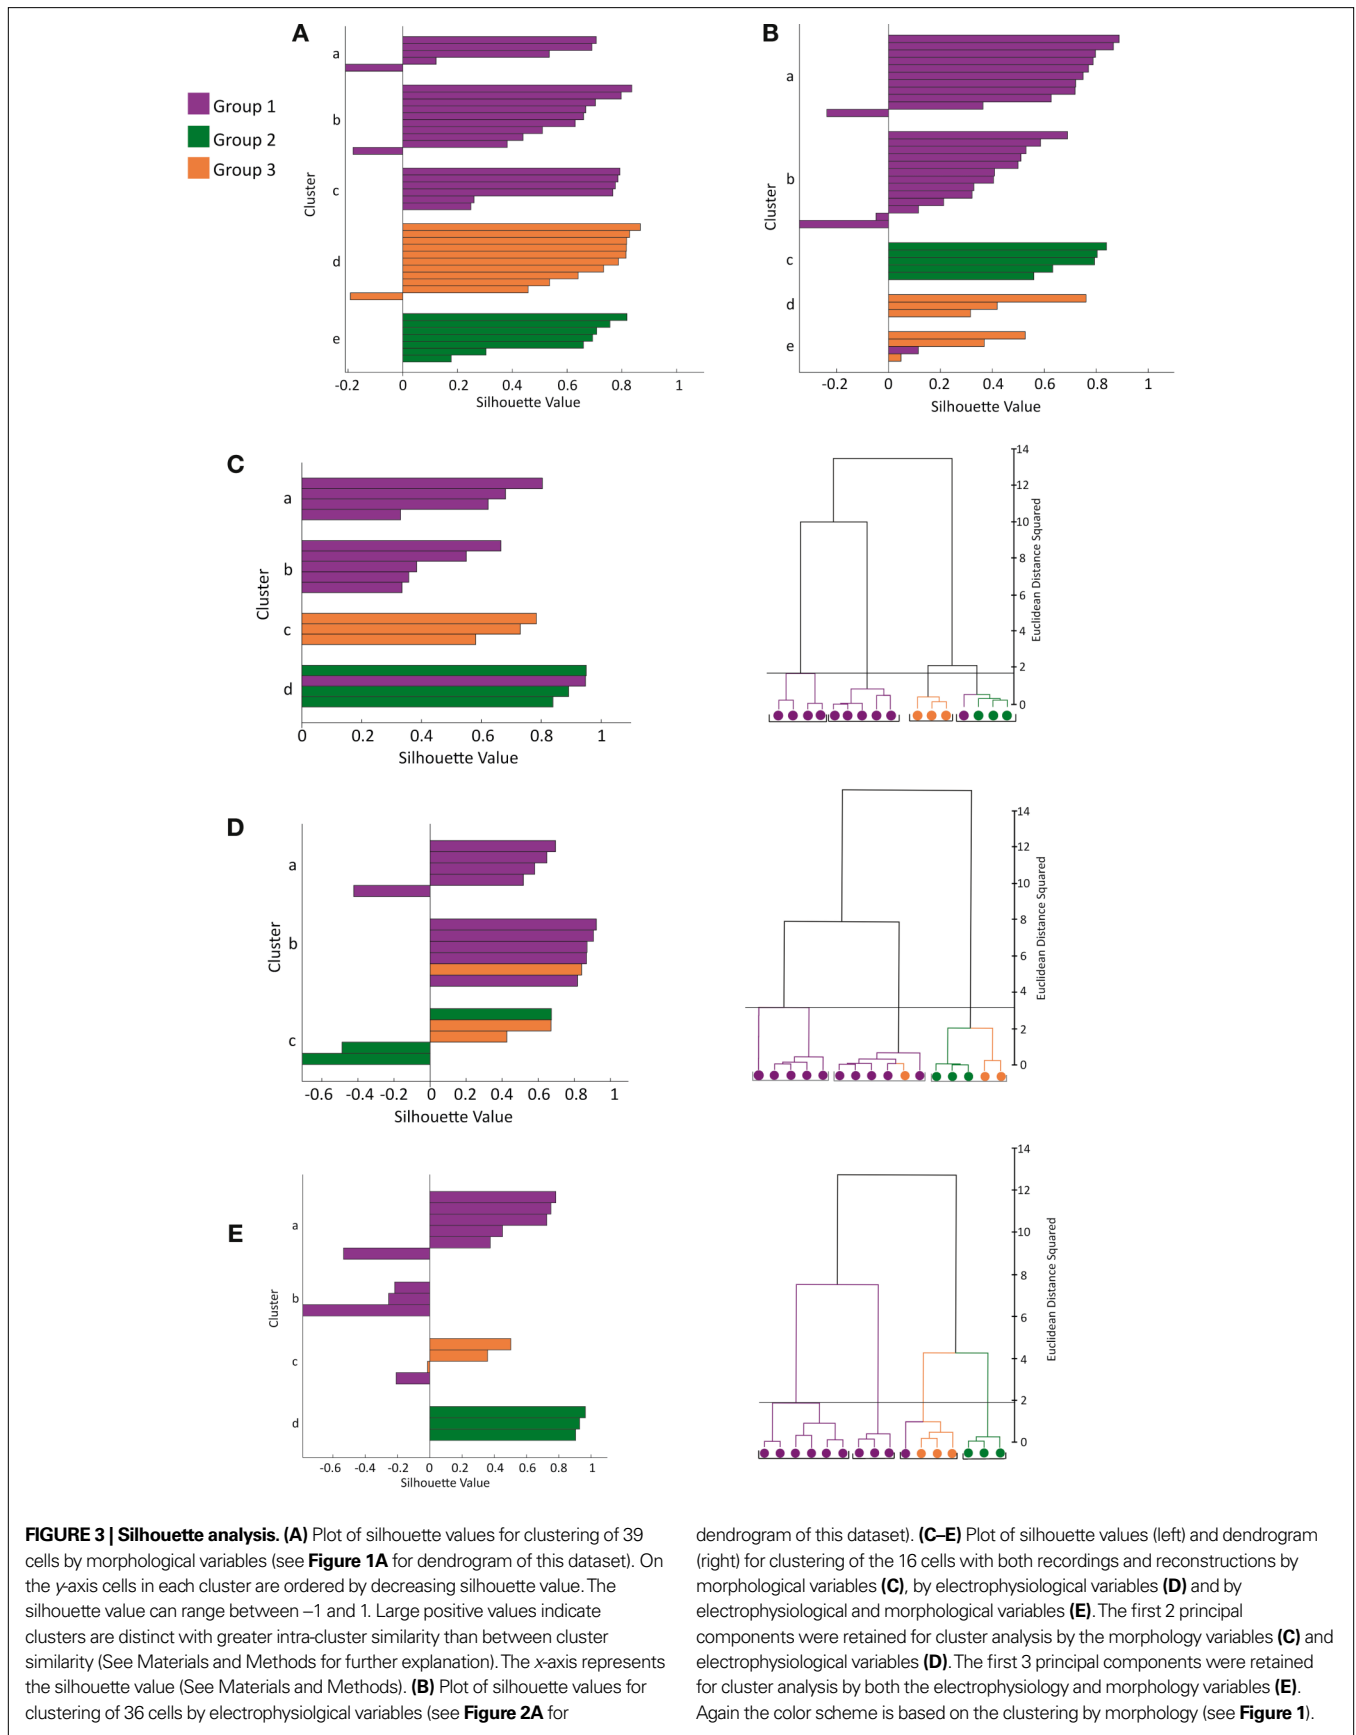 A
a
b
c
d
e
Cluster
-0.2 0 0.2 0.4 0.6 0.8 1
Silhouette Value
Group 1
Group 2
Group 3
B
a
b
c
d
e
Cluster
-0.2 0 0.2 0.4 0.6 0.8 1
Silhouette Value
C
a
b
c
d
Cluster
0 0.2 0.4 0.6 0.8 1
Silhouette Value
14
12
10
8
6
4
2
0
Euclidean Distance Squared
D
a
b
c
Cluster
-0.6 -0.4 -0.2 0 0.2 0.4 0.6 0.8 1
Silhouette Value
14
12
10
8
6
4
2
0
Euclidean Distance Squared
E
a
b
c
d
Cluster
-0.6 -0.4 -0.2 0 0.2 0.4 0.6 0.8 1
Silhouette Value
14
12
10
8
6
4
2
0
Euclidean Distance Squared
FIGURE 3 | Silhouette analysis. (A) Plot of silhouette values for clustering of 39
cells by morphological variables (see Figure 1A for dendrogram of this dataset). On
the y-axis cells in each cluster are ordered by decreasing silhouette value. The
silhouette value can range between –1 and 1. Large positive values indicate
clusters are distinct with greater intra-cluster similarity than between cluster
similarity (See Materials and Methods for further explanation). The x-axis represents
the silhouette value (See Materials and Methods). (B) Plot of silhouette values for
clustering of 36 cells by electrophysiolgical variables (see Figure 2A for
dendrogram of this dataset). (C–E) Plot of silhouette values (left) and dendrogram
(right) for clustering of the 16 cells with both recordings and reconstructions by
morphological variables (C), by electrophysiological variables (D) and by
electrophysiological and morphological variables (E). The first 2 principal
components were retained for cluster analysis by the morphology variables (C) and
electrophysiological variables (D). The first 3 principal components were retained
for cluster analysis by both the electrophysiology and morphology variables (E).
Again the color scheme is based on the clustering by morphology (see Figure 1).